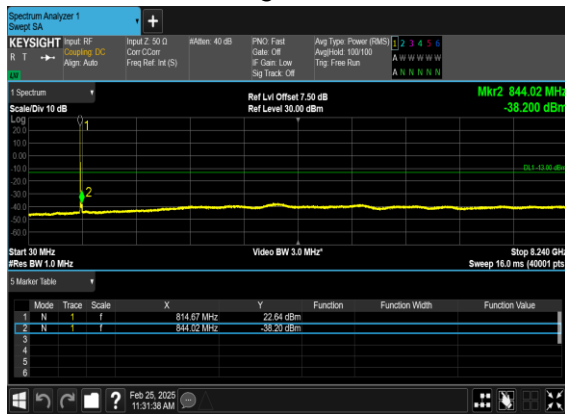 Spectrum Analyzer 1
Swept SA
+
KEYSIGHT
R T
LXI
Input: RF
Coupling: DC
Align: Auto
Input Z: 50 Ω
Corr CCorr
Freq Ref: Int (S)
#Atten: 40 dB
PNO: Fast
Gate: Off
IF Gain: Low
Sig Track: Off
Avg Type: Power (RMS)
Avg|Hold: 100/100
Trig: Free Run
1 2 3 4 5 6
A W W W W W
A N N N N N
1 Spectrum
Scale/Div 10 dB
Ref Lvl Offset 7.50 dB
Ref Level 30.00 dBm
Mkr2 844.02 MHz
-38.200 dBm
Log
20.0
10.0
0.00
-10.0
-20.0
-30.0
-40.0
-50.0
-60.0
1
2
DL1 -13.00 dBm
Start 30 MHz
#Res BW 1.0 MHz
Video BW 3.0 MHz*
Stop 8.240 GHz
Sweep 16.0 ms (40001 pts)
5 Marker Table
Mode Trace Scale X Y Function Function Width Function Value
1 N 1 f 814.67 MHz 22.64 dBm
2 N 1 f 844.02 MHz -38.20 dBm
3
4
5
6
? Feb 25, 2025
11:31:38 AM